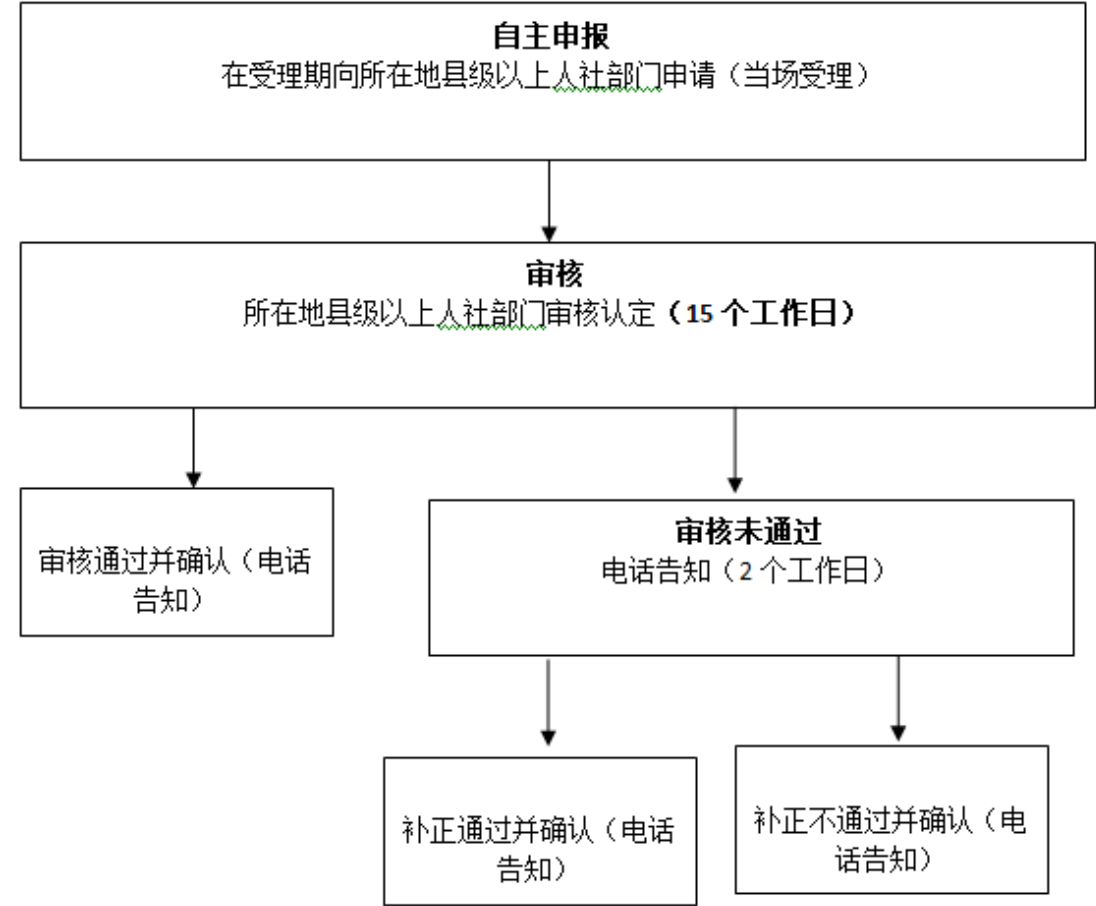 自主申报
在受理期向所在地县级以上人社部门申请（当场受理）
审核
所在地县级以上人社部门审核认定（15 个工作日）
审核通过并确认（电话
告知）
审核未通过
电话告知（2 个工作日）
补正通过并确认（电话
告知）
补正不通过并确认（电
话告知）